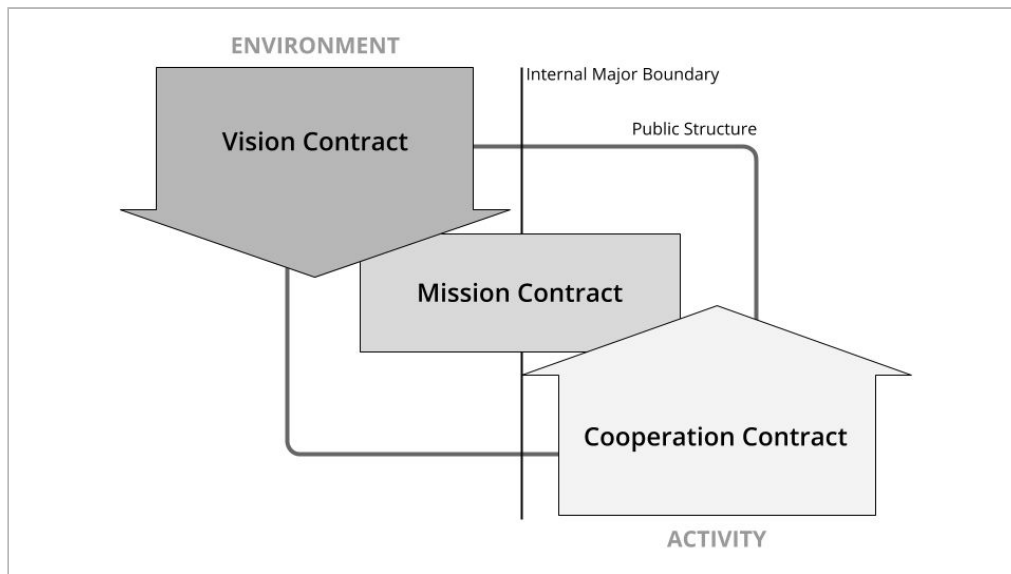 ENVIRONMENT
Internal Major Boundary
Public Structure
Vision Contract
Mission Contract
Cooperation Contract
ACTIVITY